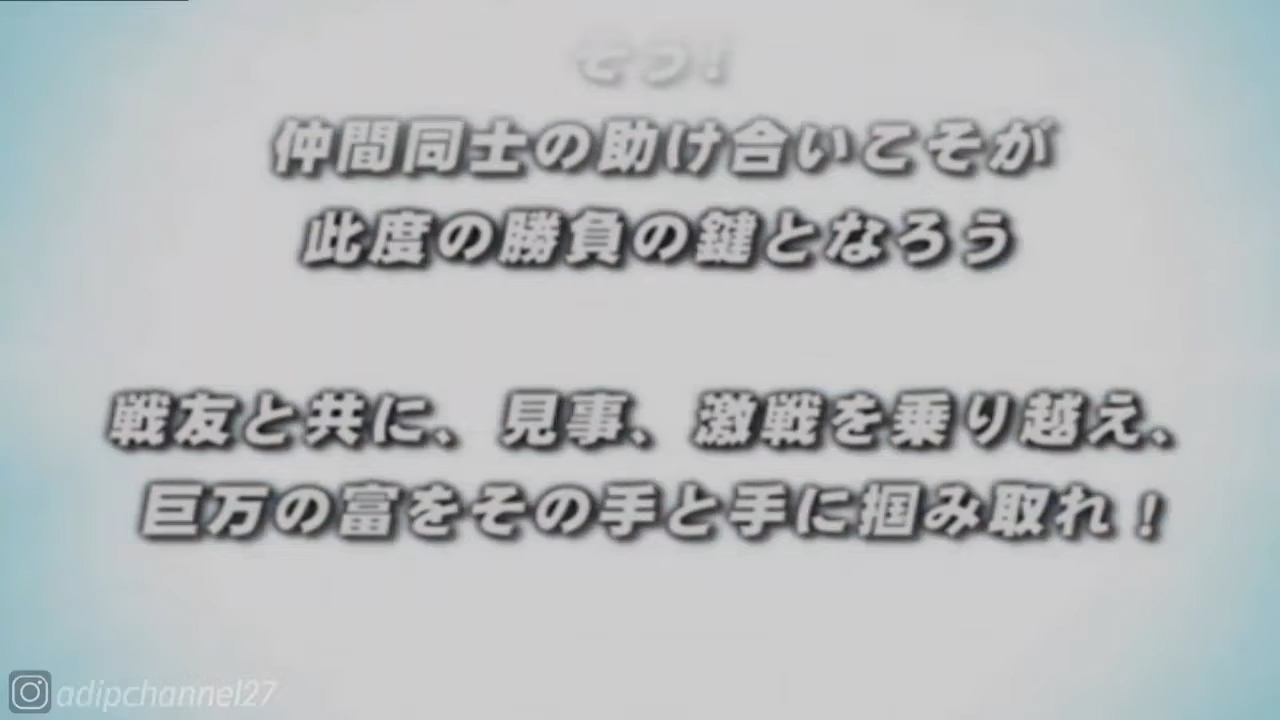 そう!
仲間同士の助け合いこそが
此度の勝負の鍵となろう
戦友と共に、見事、激戦を乗り越え、
巨万の富をその手と手に掴み取れ！
adipchannel27